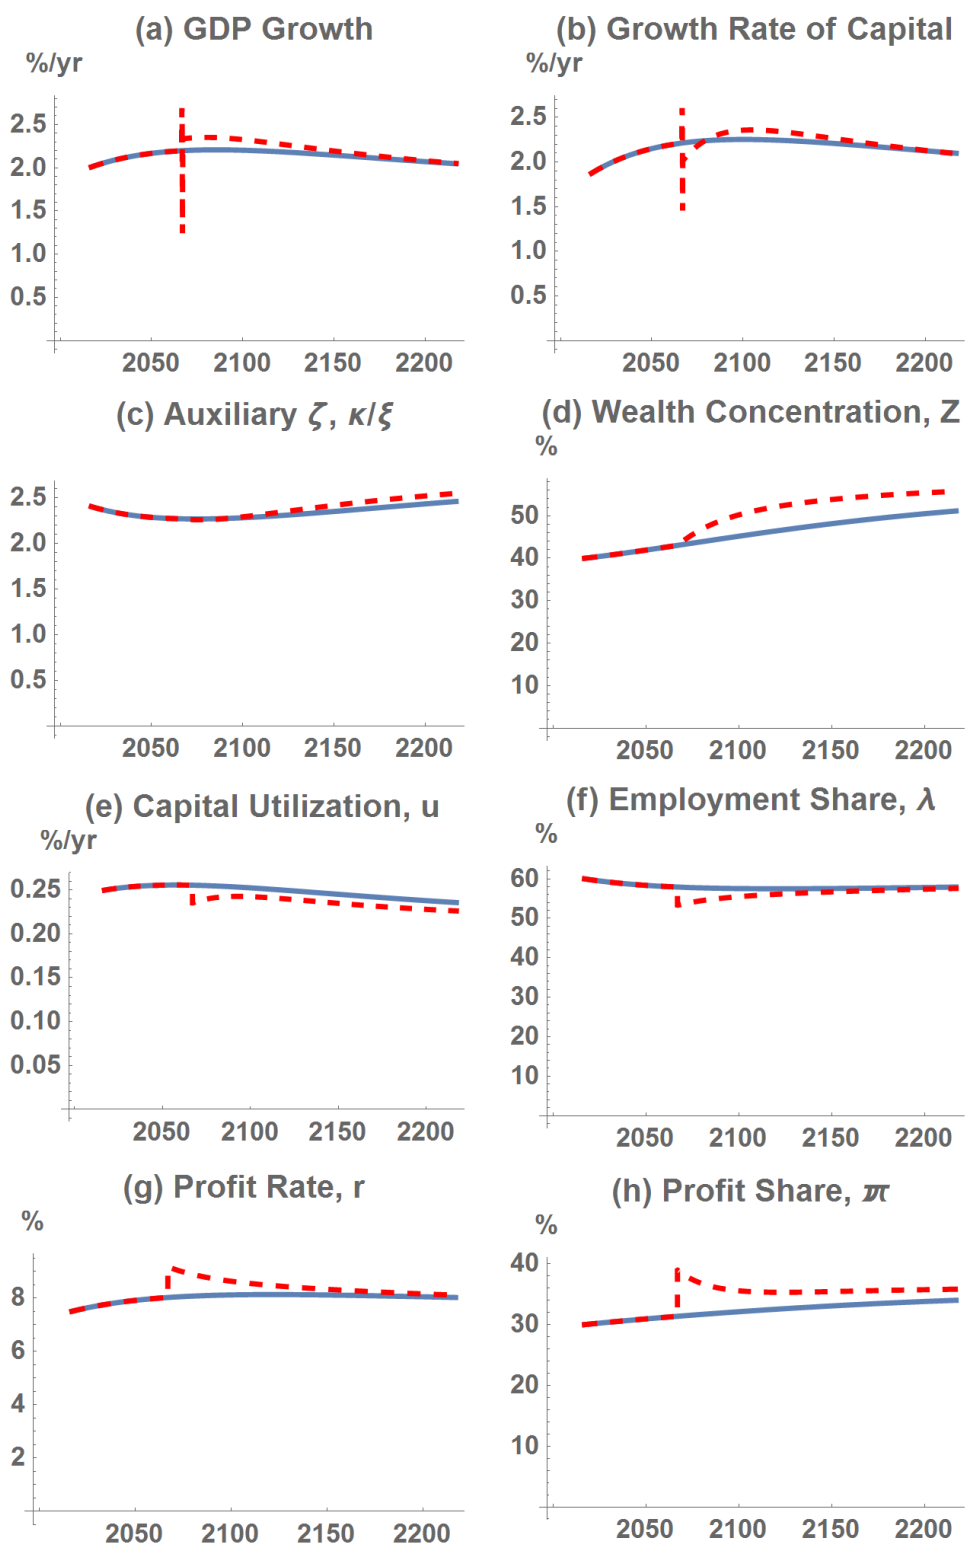 (a) GDP Growth
%/yr
2.5
2.0
1.5
1.0
0.5
2050 2100 2150 2200
(b) Growth Rate of Capital
%/yr
2.5
2.0
1.5
1.0
0.5
2050 2100 2150 2200
(c) Auxiliary ζ, κ/ξ
2.5
2.0
1.5
1.0
0.5
2050 2100 2150 2200
(d) Wealth Concentration, Z
%
50
40
30
20
10
2050 2100 2150 2200
(e) Capital Utilization, u
%/yr
0.25
0.20
0.15
0.10
0.05
2050 2100 2150 2200
(f) Employment Share, λ
%
60
50
40
30
20
10
2050 2100 2150 2200
(g) Profit Rate, r
%
8
6
4
2
2050 2100 2150 2200
(h) Profit Share, π
%
40
30
20
10
2050 2100 2150 2200